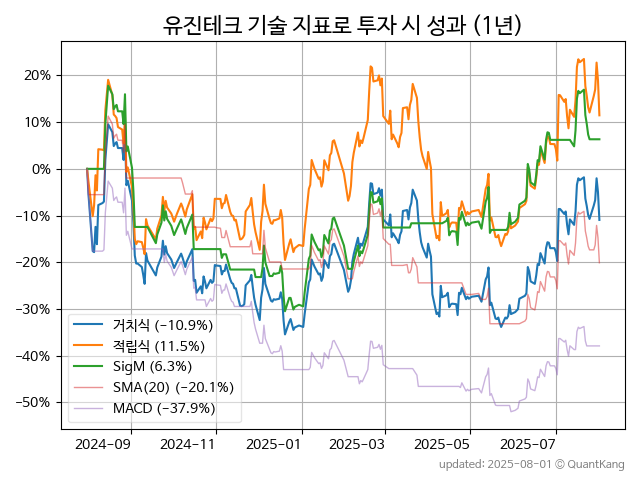 유진테크 기술 지표로 투자 시 성과 (1년)
20%
10%
0%
−10%
−20%
−30%
−40%
−50%
거치식 (−10.9%)
적립식 (11.5%)
SigM (6.3%)
SMA(20) (−20.1%)
MACD (−37.9%)
2024−09
2024−11
2025−01
2025−03
2025−05
2025−07
updated: 2025-08-01 © QuantKang